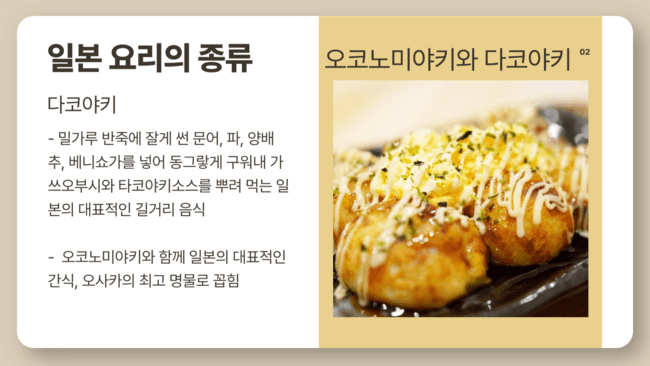 일본 요리의 종류
다코야키
- 밀가루 반죽에 잘게 썬 문어, 파, 양배
추, 베니쇼가를 넣어 동그랗게 구워내 가
쓰오부시와 타코야키소스를 뿌려 먹는 일
본의 대표적인 길거리 음식
- 오코노미야키와 함께 일본의 대표적인
간식, 오사카의 최고 명물로 꼽힘
오코노미야키와 다코야키 02